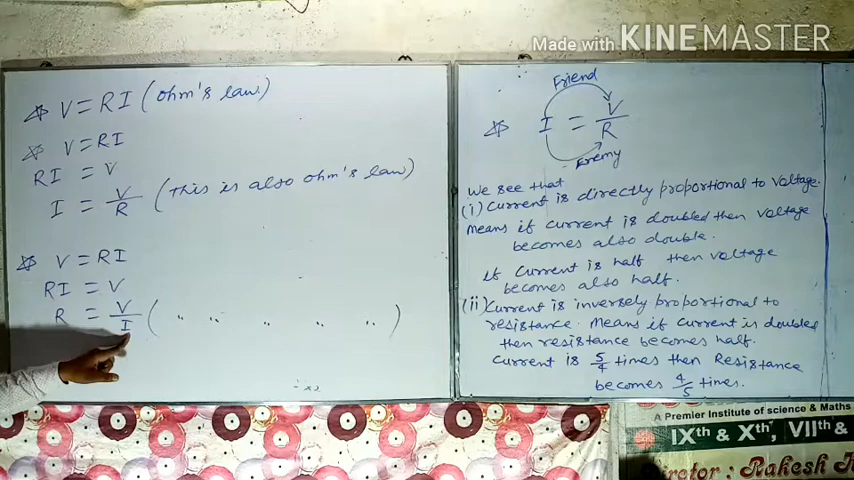 Made with KINEMASTER
☆ V = RI (ohm's law)
☆ V = RI
RI = V
I = V/R (This is also ohm's law)
☆ V = RI
RI = V
R = V/I ( " " " " " )
Friend
☆ I = V/R
Enemy
We see that
(i) Current is directly proportional to voltage.
Means if current is doubled then voltage
becomes also double.
if current is half then voltage
becomes also half.
(ii) Current is inversely proportional to
resistance. Means if current is doubled
then resistance becomes half.
Current is 5/4 times then Resistance
becomes 4/5 times.
A Premier Institute of science & Maths
IXth & Xth, VIIth &
: Rakesh